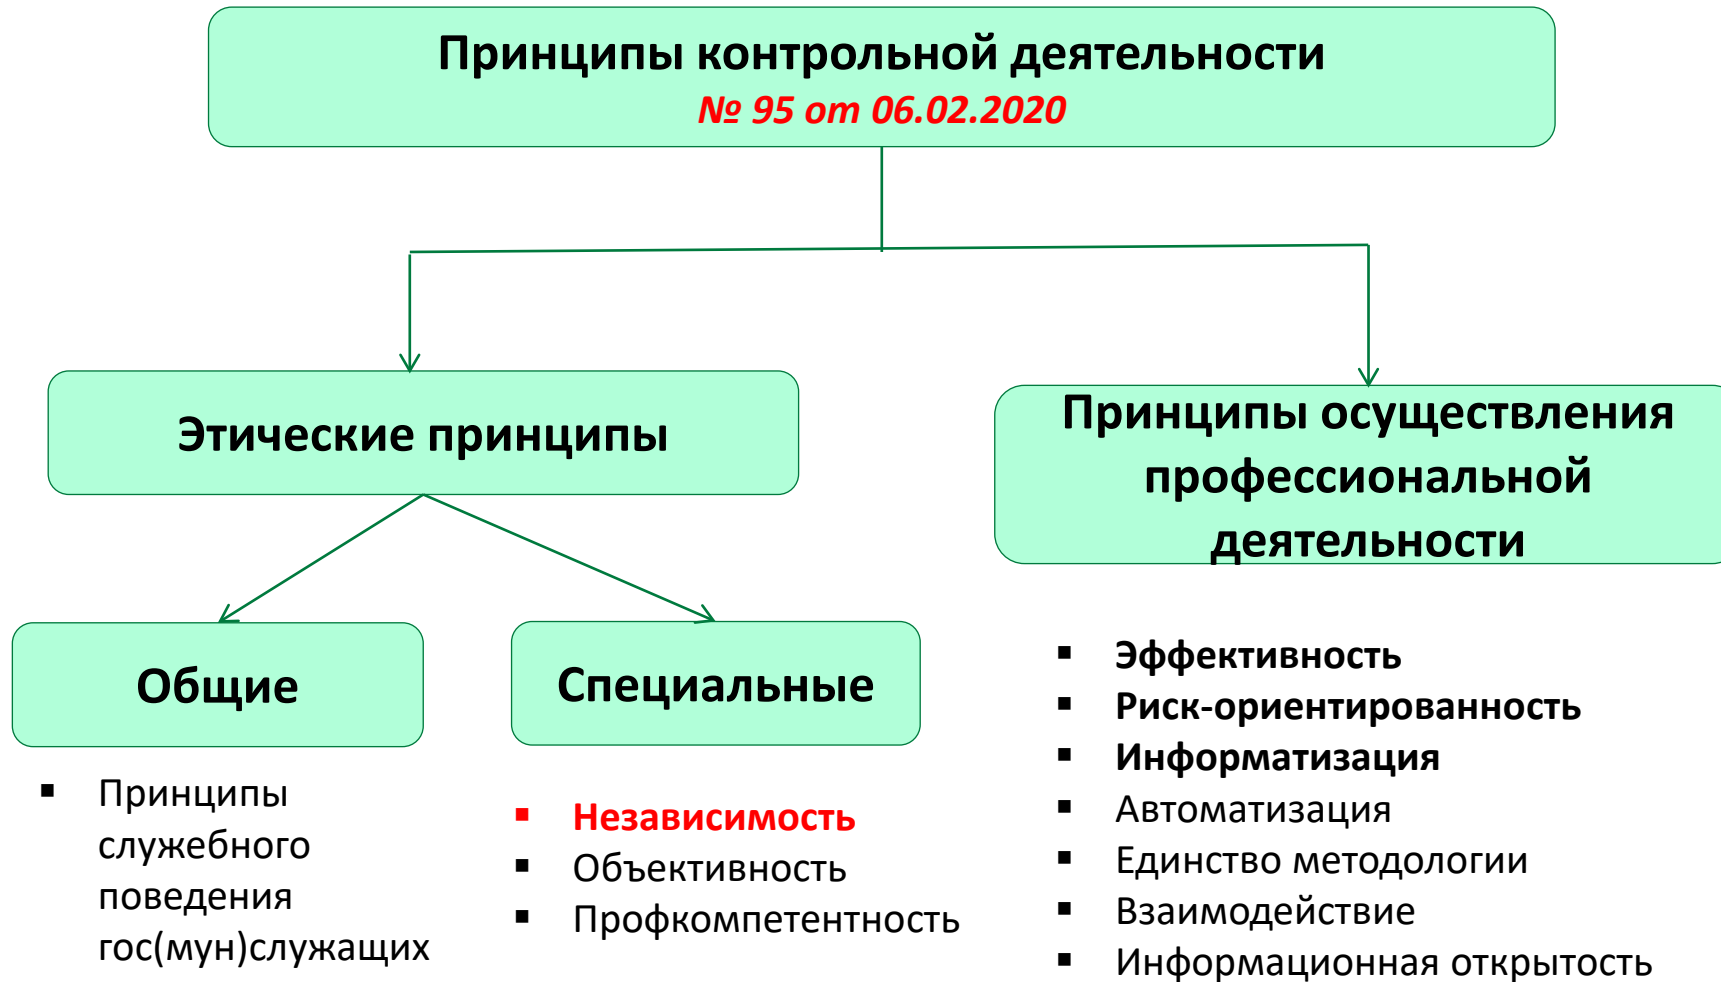 Принципы контрольной деятельности
№ 95 от 06.02.2020
Этические принципы
Принципы осуществления
профессиональной
деятельности
Общие
Специальные
▪ Принципы
служебного
поведения
гос(мун)служащих
▪ Независимость
▪ Объективность
▪ Профкомпетентность
▪ Эффективность
▪ Риск-ориентированность
▪ Информатизация
▪ Автоматизация
▪ Единство методологии
▪ Взаимодействие
▪ Информационная открытость